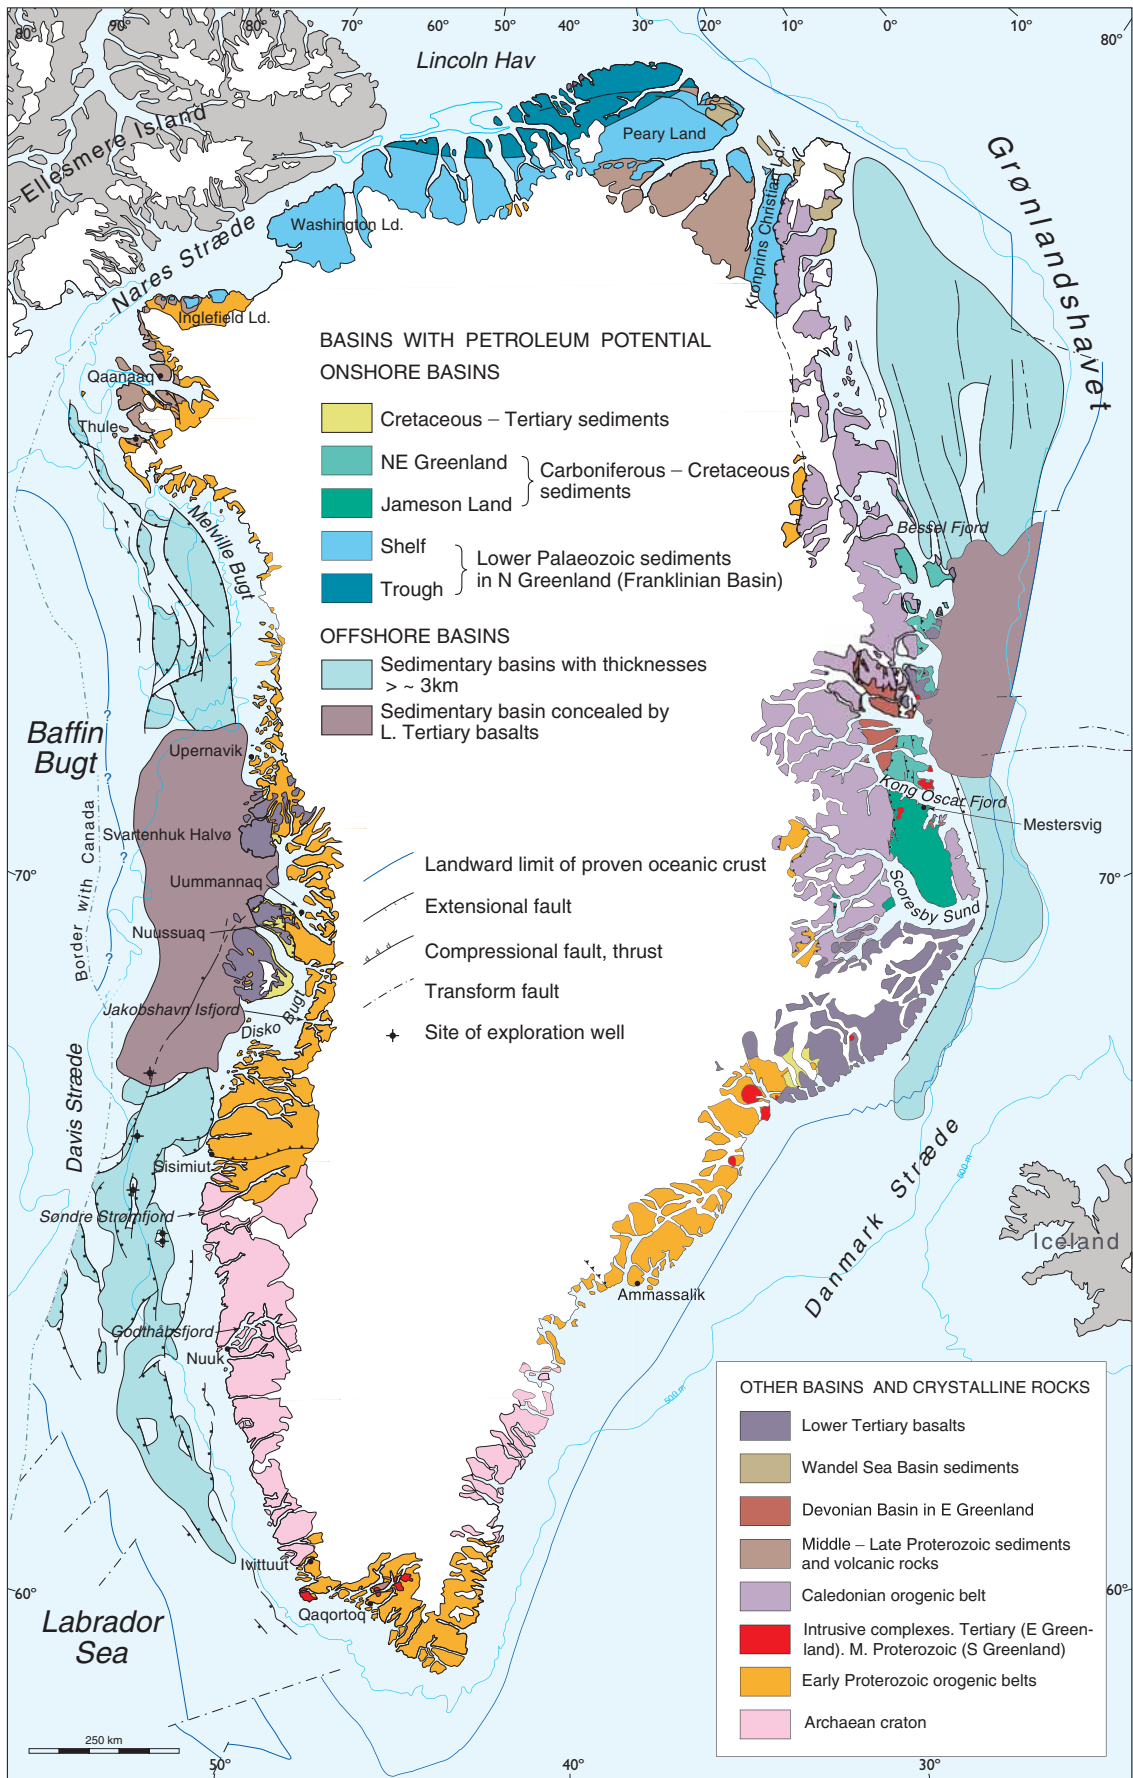 80°
90°
80°
70°
60°
50°
40°
30°
20°
10°
0°
10°
80°
Lincoln Hav
Ellesmere Island
Peary Land
Grønlandshavet
Washington Ld.
Kronprins Christian Ld.
Nares Stræde
Inglefield Ld.
BASINS WITH PETROLEUM POTENTIAL
ONSHORE BASINS
Qaanaaq
Cretaceous – Tertiary sediments
Thule
NE Greenland
Carboniferous – Cretaceous
sediments
Jameson Land
Melville Bugt
Bessel Fjord
Shelf
Lower Palaeozoic sediments
in N Greenland (Franklinian Basin)
Trough
OFFSHORE BASINS
Sedimentary basins with thicknesses
> ~ 3km
Sedimentary basin concealed by
L. Tertiary basalts
?
Baffin
Bugt
Upernavik
?
Kong Oscar Fjord
Mestersvig
Svartenhuk Halvø
Border with Canada
?
70°
Landward limit of proven oceanic crust
70°
Uummannaq
Extensional fault
Scoresby Sund
Nuussuaq
Compressional fault, thrust
?
Transform fault
Jakobshavn Isfjord
Disko Bugt
Site of exploration well
Davis Stræde
Sisimiut
Danmark Stræde
500 m
Søndre Strømfjord
Iceland
Ammassalik
Godthåbsfjord
Nuuk
500 m
OTHER BASINS AND CRYSTALLINE ROCKS
Lower Tertiary basalts
Wandel Sea Basin sediments
Devonian Basin in E Greenland
Middle – Late Proterozoic sediments
and volcanic rocks
Ivittuut
60°
Caledonian orogenic belt
60°
Qaqortoq
Labrador
Sea
Intrusive complexes. Tertiary (E Green-
land). M. Proterozoic (S Greenland)
Early Proterozoic orogenic belts
Archaean craton
250 km
50°
40°
30°